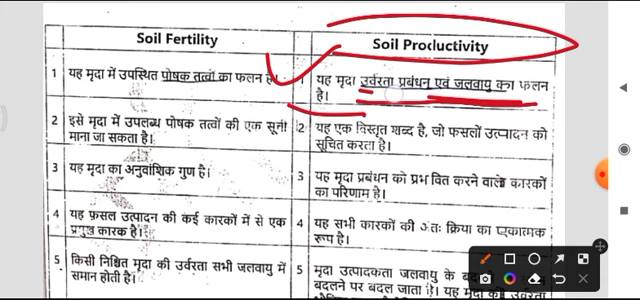 Soil Fertility
Soil Productivity
1 यह मृदा में उपस्थित पोषक तत्वों का फलन है।
1 यह मृदा उर्वरता प्रबंधन एवं जलवायु का फलन
है।
2 इसे मृदा में उपलब्ध पोषक तत्वों की एक सूची
माना जा सकता है।
2 यह एक विस्तृत शब्द है, जो फसलों उत्पादन को
सूचित करता है।
3 यह मृदा का अनुवांशिक गुण है।
3 यह मृदा प्रबंधन को प्रभावित करने वाले कारकों
का परिणाम है।
4 यह फ़सल उत्पादन की कई कारकों में से एक
प्रमुख कारक है।
4 यह सभी कारकों की अंतः क्रिया का एकात्मक
रूप है।
5. किसी निश्चित मृदा की उर्वरता सभी जलवायु में
समान होती है।
5 मृदा उत्पादकता जलवायु के
बदलने पर बदल जाता है। यह मृदा की उर्वरता